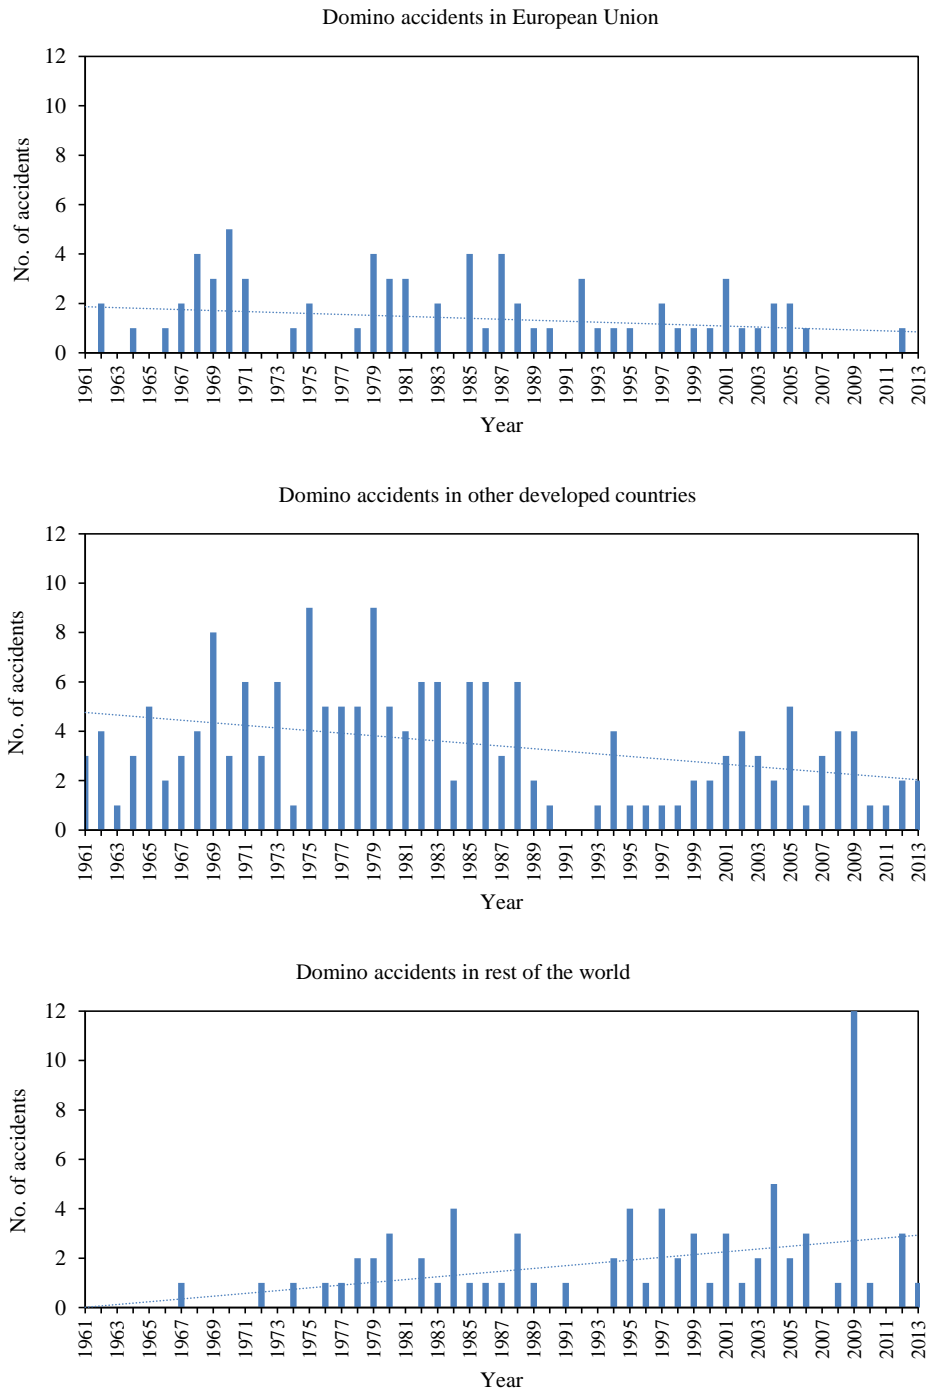 Domino accidents in European Union
12
10
8
6
4
2
0
No. of accidents
1961 1963 1965 1967 1969 1971 1973 1975 1977 1979 1981 1983 1985 1987 1989 1991 1993 1995 1997 1999 2001 2003 2005 2007 2009 2011 2013
Year
Domino accidents in other developed countries
12
10
8
6
4
2
0
No. of accidents
1961 1963 1965 1967 1969 1971 1973 1975 1977 1979 1981 1983 1985 1987 1989 1991 1993 1995 1997 1999 2001 2003 2005 2007 2009 2011 2013
Year
Domino accidents in rest of the world
12
10
8
6
4
2
0
No. of accidents
1961 1963 1965 1967 1969 1971 1973 1975 1977 1979 1981 1983 1985 1987 1989 1991 1993 1995 1997 1999 2001 2003 2005 2007 2009 2011 2013
Year